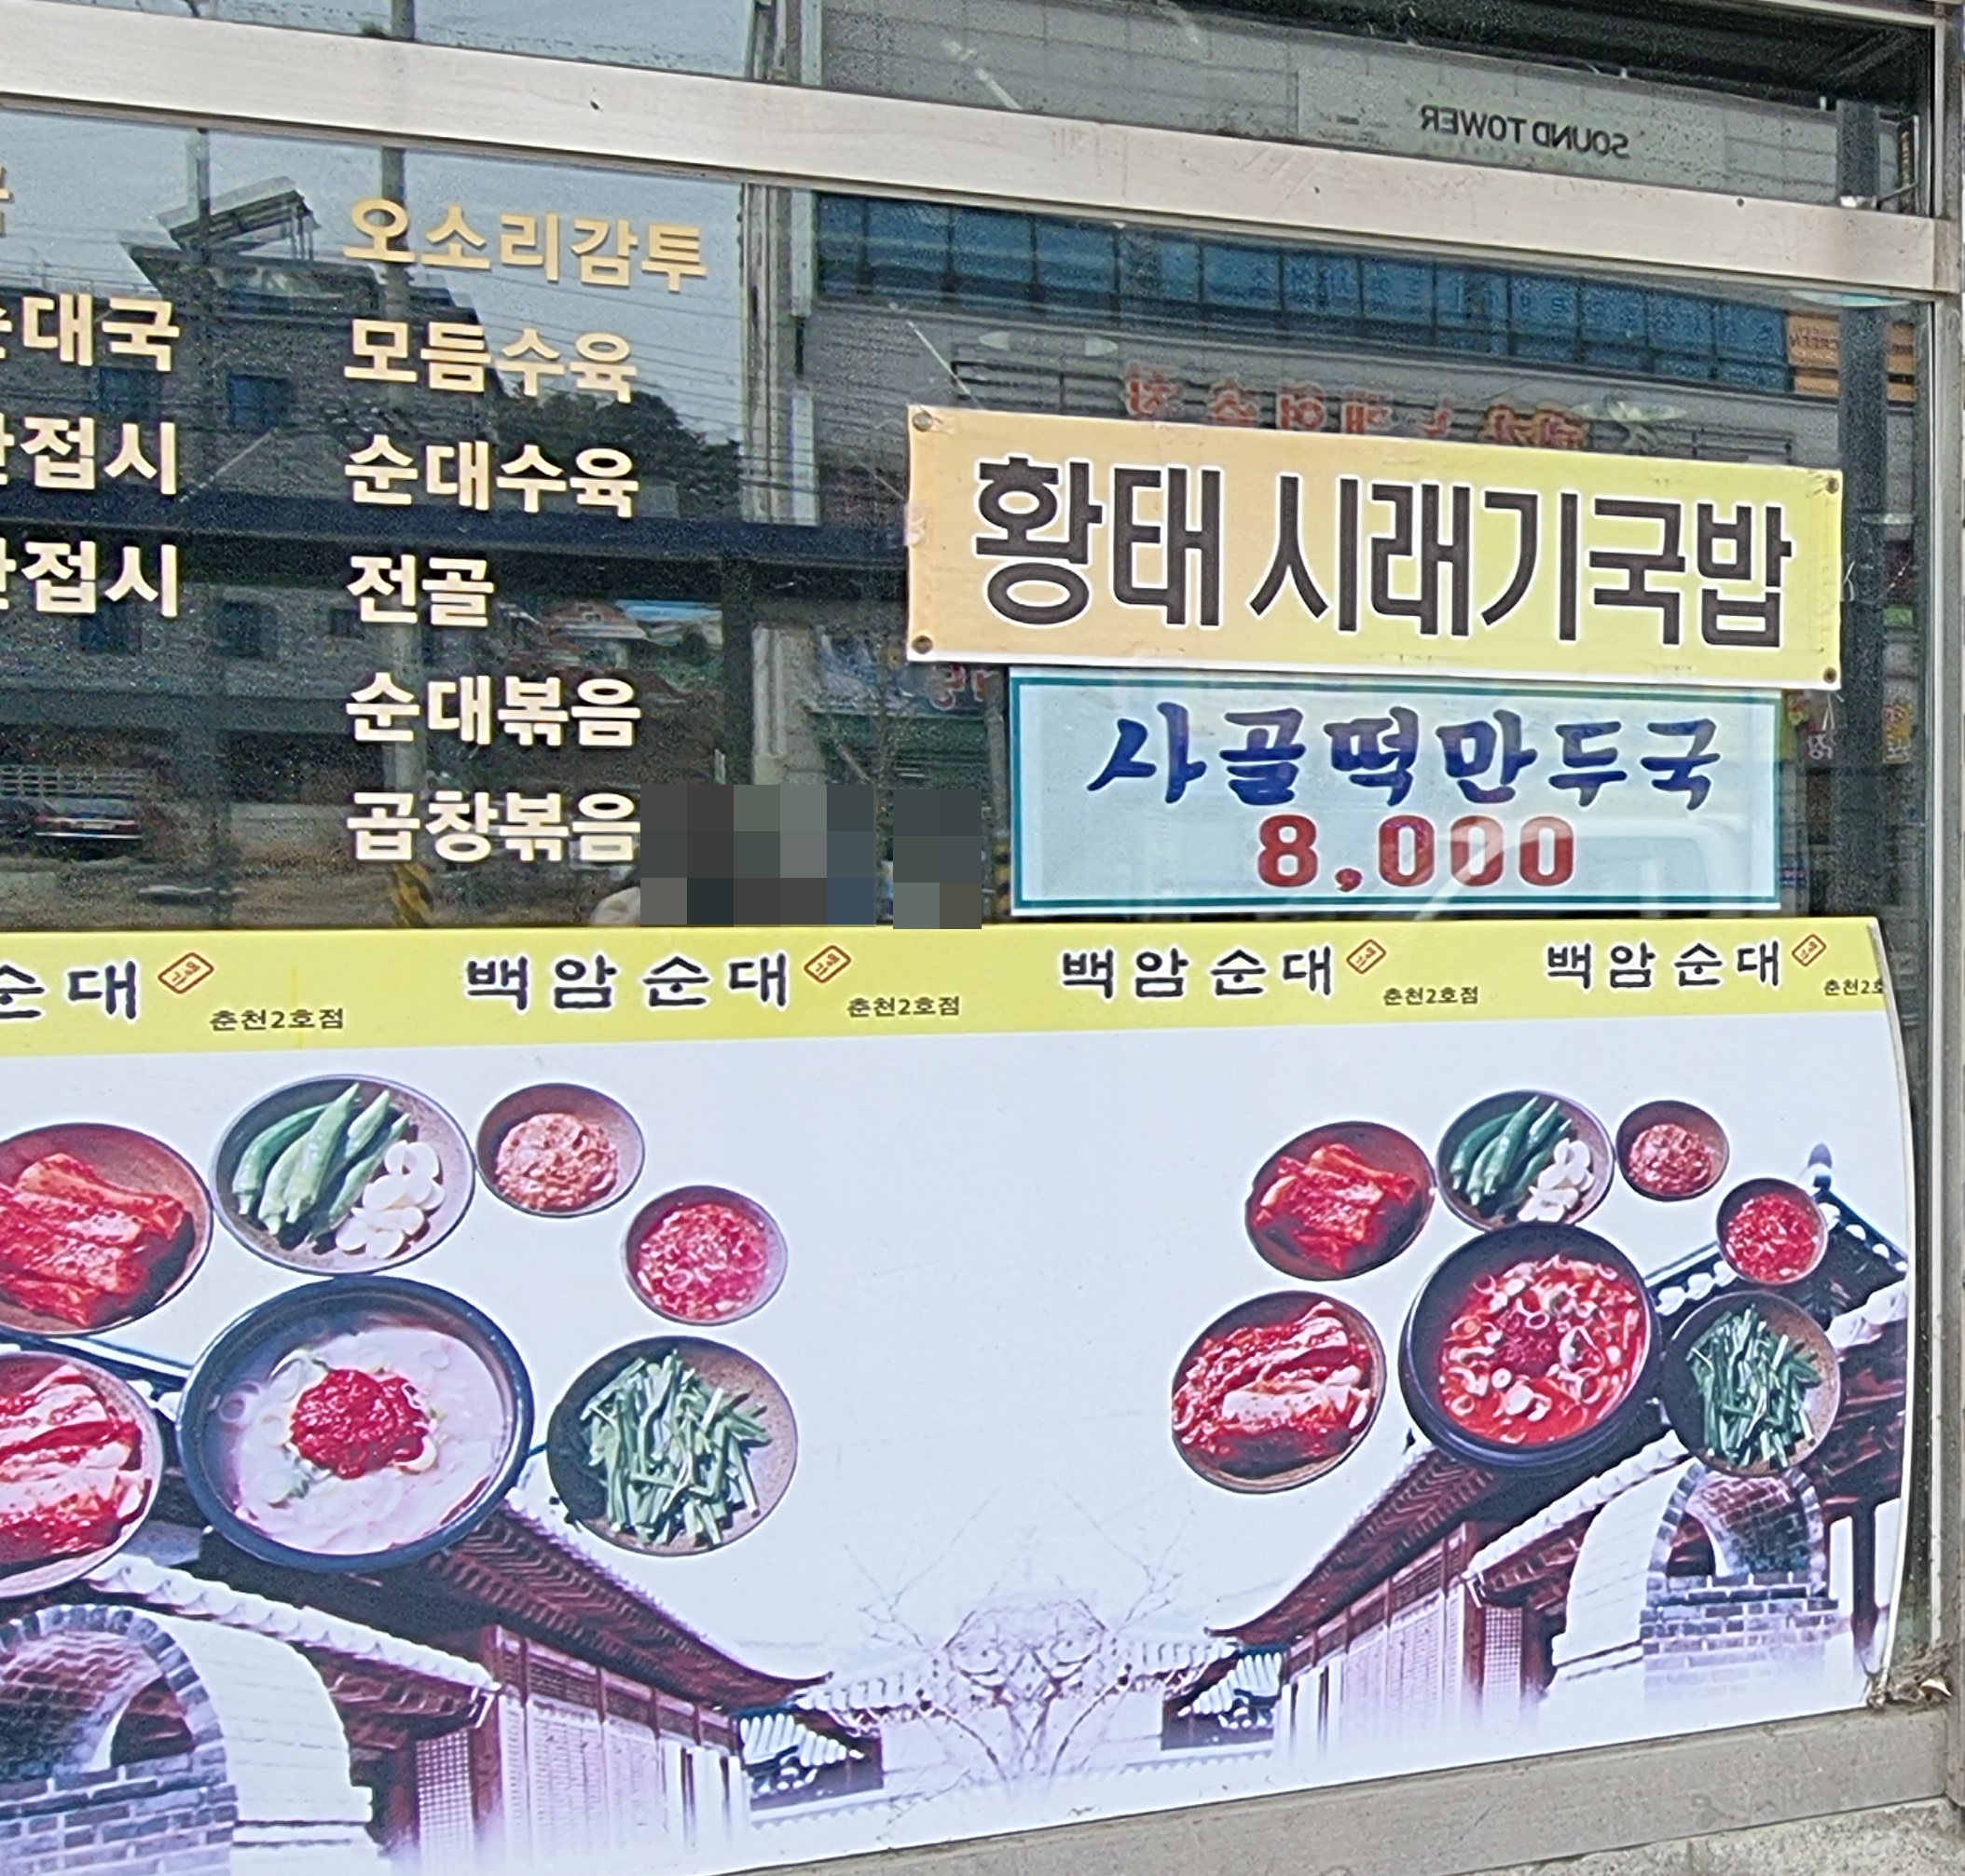 SOUND TOWER
오소리감투
모듬수육
순대수육
전골
순대볶음
곱창볶음
대국
접시
접시
황태 시래기국밥
사골떡만두국
8,000
순대 춘천2호점
백암순대 춘천2호점
백암순대 춘천2호점
백암순대 춘천2호